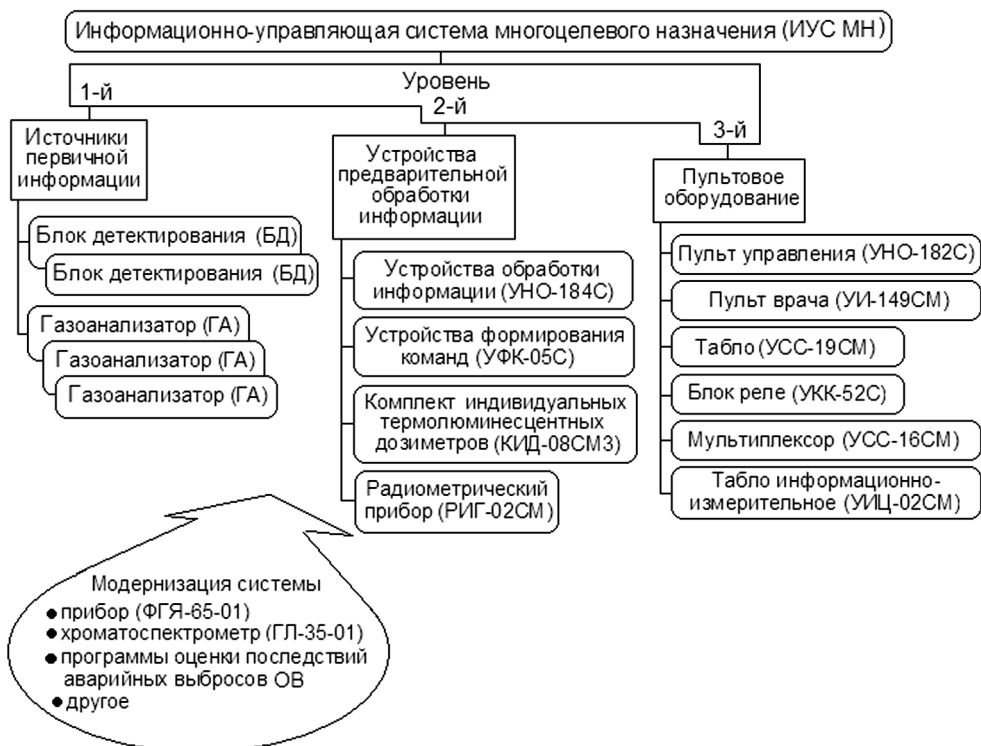 Информационно-управляющая система многоцелевого назначения (ИУС МН)
Уровень
1-й
2-й
3-й
Источники
первичной
информации
Блок детектирования (БД)
Блок детектирования (БД)
Газоанализатор (ГА)
Газоанализатор (ГА)
Газоанализатор (ГА)
Устройства
предварительной
обработки
информации
Устройства обработки
информации (УНО-184С)
Устройства формирования
команд (УФК-05С)
Комплект индивидуальных
термолюминесцентных
дозиметров (КИД-08СМЗ)
Радиометрический
прибор (РИГ-02СМ)
Пультовое
оборудование
Пульт управления (УНО-182С)
Пульт врача (УИ-149СМ)
Табло (УСС-19СМ)
Блок реле (УКК-52С)
Мультиплексор (УСС-16СМ)
Табло информационно-
измерительное (УИЦ-02СМ)
Модернизация системы
● прибор (ФГЯ-65-01)
● хроматоспектрометр (ГЛ-35-01)
● программы оценки последствий
аварийных выбросов ОВ
● другое